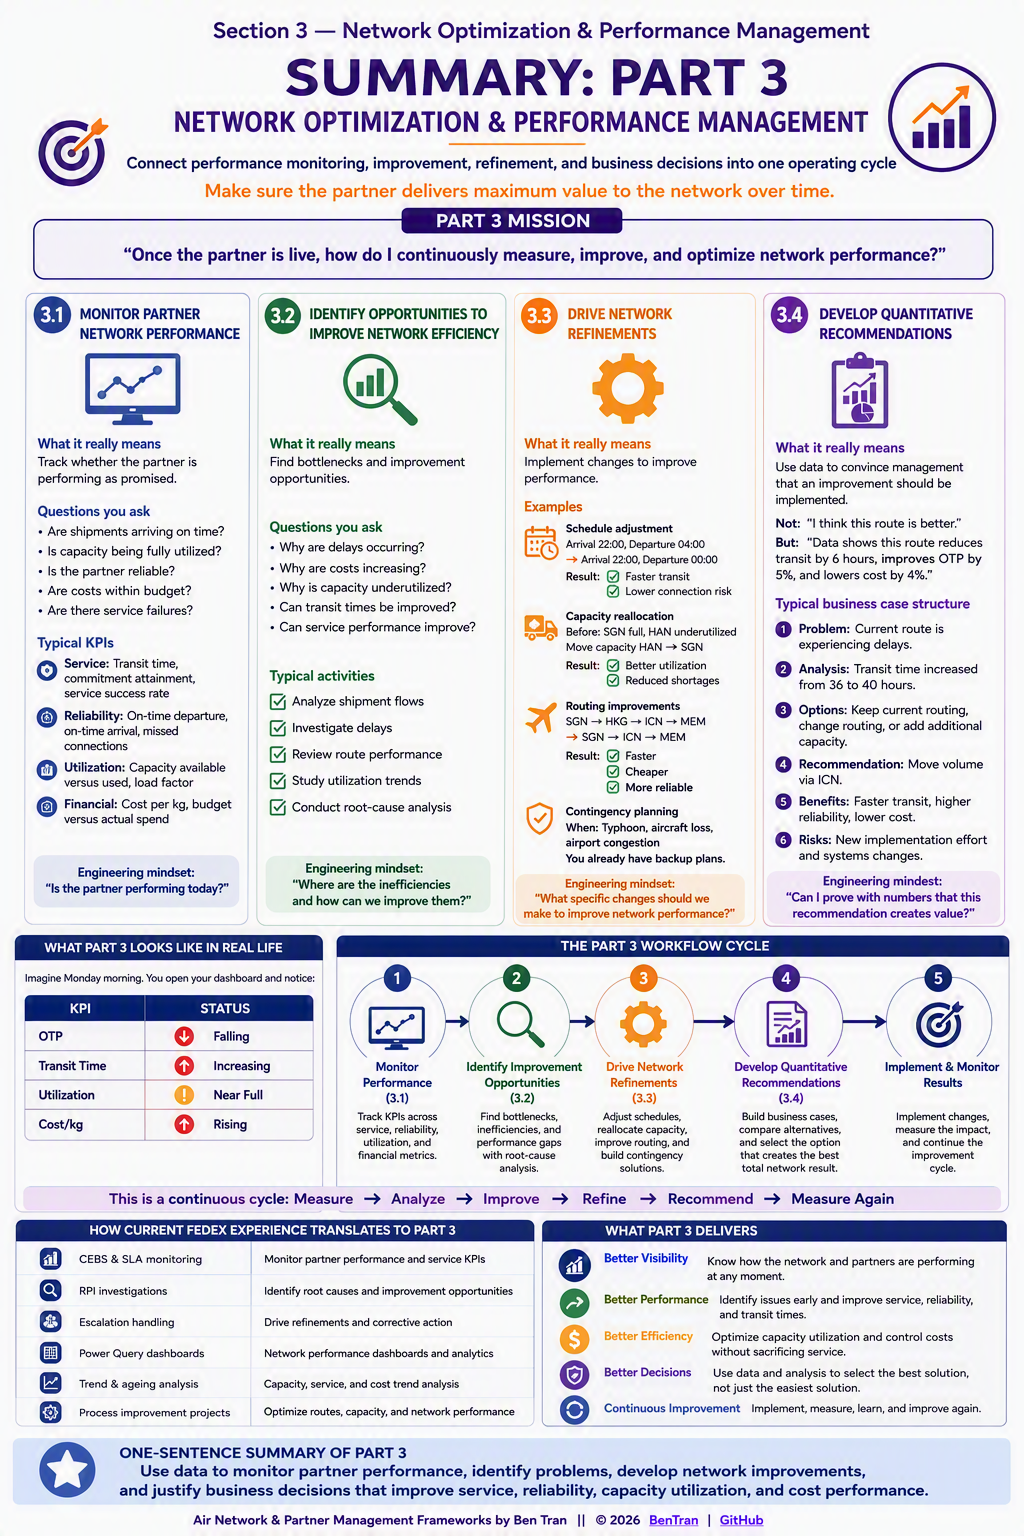 Section 3 — Network Optimization & Performance Management
SUMMARY: PART 3
NETWORK OPTIMIZATION & PERFORMANCE MANAGEMENT
Connect performance monitoring, improvement, refinement, and business decisions into one operating cycle
Make sure the partner delivers maximum value to the network over time.
PART 3 MISSION
“Once the partner is live, how do I continuously measure, improve, and optimize network performance?”
3.1 MONITOR PARTNER
NETWORK PERFORMANCE
What it really means
Track whether the partner is
performing as promised.
Questions you ask
• Are shipments arriving on time?
• Is capacity being fully utilized?
• Is the partner reliable?
• Are costs within budget?
• Are there service failures?
Typical KPIs
Service: Transit time,
commitment attainment,
service success rate
Reliability: On-time departure,
on-time arrival, missed
connections
Utilization: Capacity available
versus used, load factor
Financial: Cost per kg, budget
versus actual spend
Engineering mindset:
“Is the partner performing today?”
3.2 IDENTIFY OPPORTUNITIES TO
IMPROVE NETWORK EFFICIENCY
What it really means
Find bottlenecks and improvement
opportunities.
Questions you ask
• Why are delays occurring?
• Why are costs increasing?
• Why is capacity underutilized?
• Can transit times be improved?
• Can service performance improve?
Typical activities
Analyze shipment flows
Investigate delays
Review route performance
Study utilization trends
Conduct root-cause analysis
Engineering mindset:
“Where are the inefficiencies
and how can we improve them?”
3.3 DRIVE NETWORK
REFINEMENTS
What it really means
Implement changes to improve
performance.
Examples
Schedule adjustment
Arrival 22:00, Departure 04:00
→ Arrival 22:00, Departure 00:00
Result: Faster transit
Lower connection risk
Capacity reallocation
Before: SGN full, HAN underutilized
Move capacity HAN → SGN
Result: Better utilization
Reduced shortages
Routing improvements
SGN → HKG → ICN → MEM
→ SGN → ICN → MEM
Result: Faster
Cheaper
More reliable
Contingency planning
When: Typhoon, aircraft loss,
airport congestion
You already have backup plans.
Engineering mindset:
“What specific changes should we
make to improve network performance?”
3.4 DEVELOP QUANTITATIVE
RECOMMENDATIONS
What it really means
Use data to convince management
that an improvement should be
implemented.
Not: “I think this route is better.”
But: “Data shows this route reduces
transit by 6 hours, improves OTP by
5%, and lowers cost by 4%.”
Typical business case structure
1 Problem: Current route is
experiencing delays.
2 Analysis: Transit time increased
from 36 to 40 hours.
3 Options: Keep current routing,
change routing, or add additional
capacity.
4 Recommendation: Move volume
via ICN.
5 Benefits: Faster transit, higher
reliability, lower cost.
6 Risks: New implementation effort
and systems changes.
Engineering mindest:
“Can I prove with numbers that this
recommendation creates value?”
WHAT PART 3 LOOKS LIKE IN REAL LIFE
Imagine Monday morning. You open your dashboard and notice:
KPI STATUS
OTP Falling
Transit Time Increasing
Utilization Near Full
Cost/kg Rising
THE PART 3 WORKFLOW CYCLE
1
Monitor
Performance
(3.1)
Track KPIs across
service, reliability,
utilization, and
financial metrics.
2
Identify Improvement
Opportunities
(3.2)
Find bottlenecks,
inefficiencies, and
performance gaps
with root-cause
analysis.
3
Drive Network
Refinements
(3.3)
Adjust schedules,
reallocate capacity,
improve routing, and
build contingency
solutions.
4
Develop Quantitative
Recommendations
(3.4)
Build business cases,
compare alternatives,
and select the option
that creates the best
total network result.
5
Implement & Monitor
Results
Implement changes,
measure the impact,
and continue the
improvement
cycle.
This is a continuous cycle: Measure → Analyze → Improve → Refine → Recommend → Measure Again
HOW CURRENT FEDEX EXPERIENCE TRANSLATES TO PART 3
CEBS & SLA monitoring Monitor partner performance and service KPIs
RPI investigations Identify root causes and improvement opportunities
Escalation handling Drive refinements and corrective action
Power Query dashboards Network performance dashboards and analytics
Trend & ageing analysis Capacity, service, and cost trend analysis
Process improvement projects Optimize routes, capacity, and network performance
WHAT PART 3 DELIVERS
Better Visibility Know how the network and partners are performing
at any moment.
Better Performance Identify issues early and improve service, reliability,
and transit times.
Better Efficiency Optimize capacity utilization and control costs
without sacrificing service.
Better Decisions Use data and analysis to select the best solution,
not just the easiest solution.
Continuous Improvement Implement, measure, learn, and improve again.
ONE-SENTENCE SUMMARY OF PART 3
Use data to monitor partner performance, identify problems, develop network improvements,
and justify business decisions that improve service, reliability, capacity utilization, and cost performance.
Air Network & Partner Management Frameworks by Ben Tran || © 2026 BenTran | GitHub